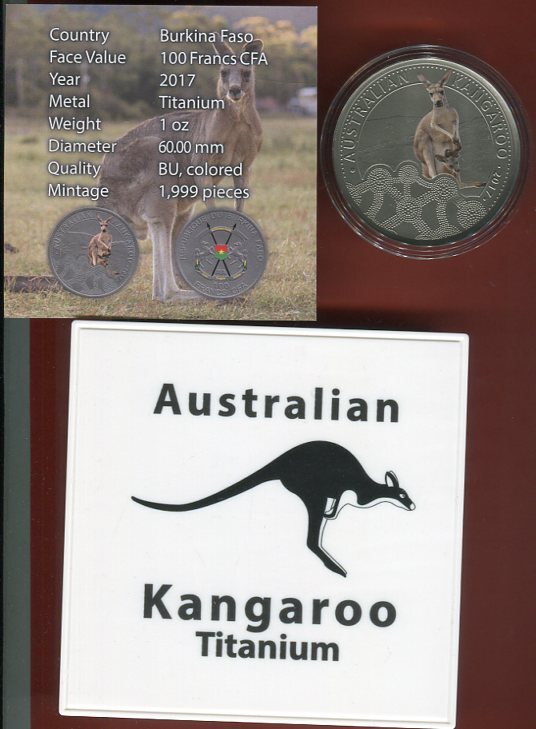 Country Burkina Faso
Face Value 100 Francs CFA
Year 2017
Metal Titanium
Weight 1 oz
Diameter 60.00 mm
Quality BU, colored
Mintage 1,999 pieces
AUSTRALIAN KANGAROO 2017
Australian
Kangaroo
Titanium